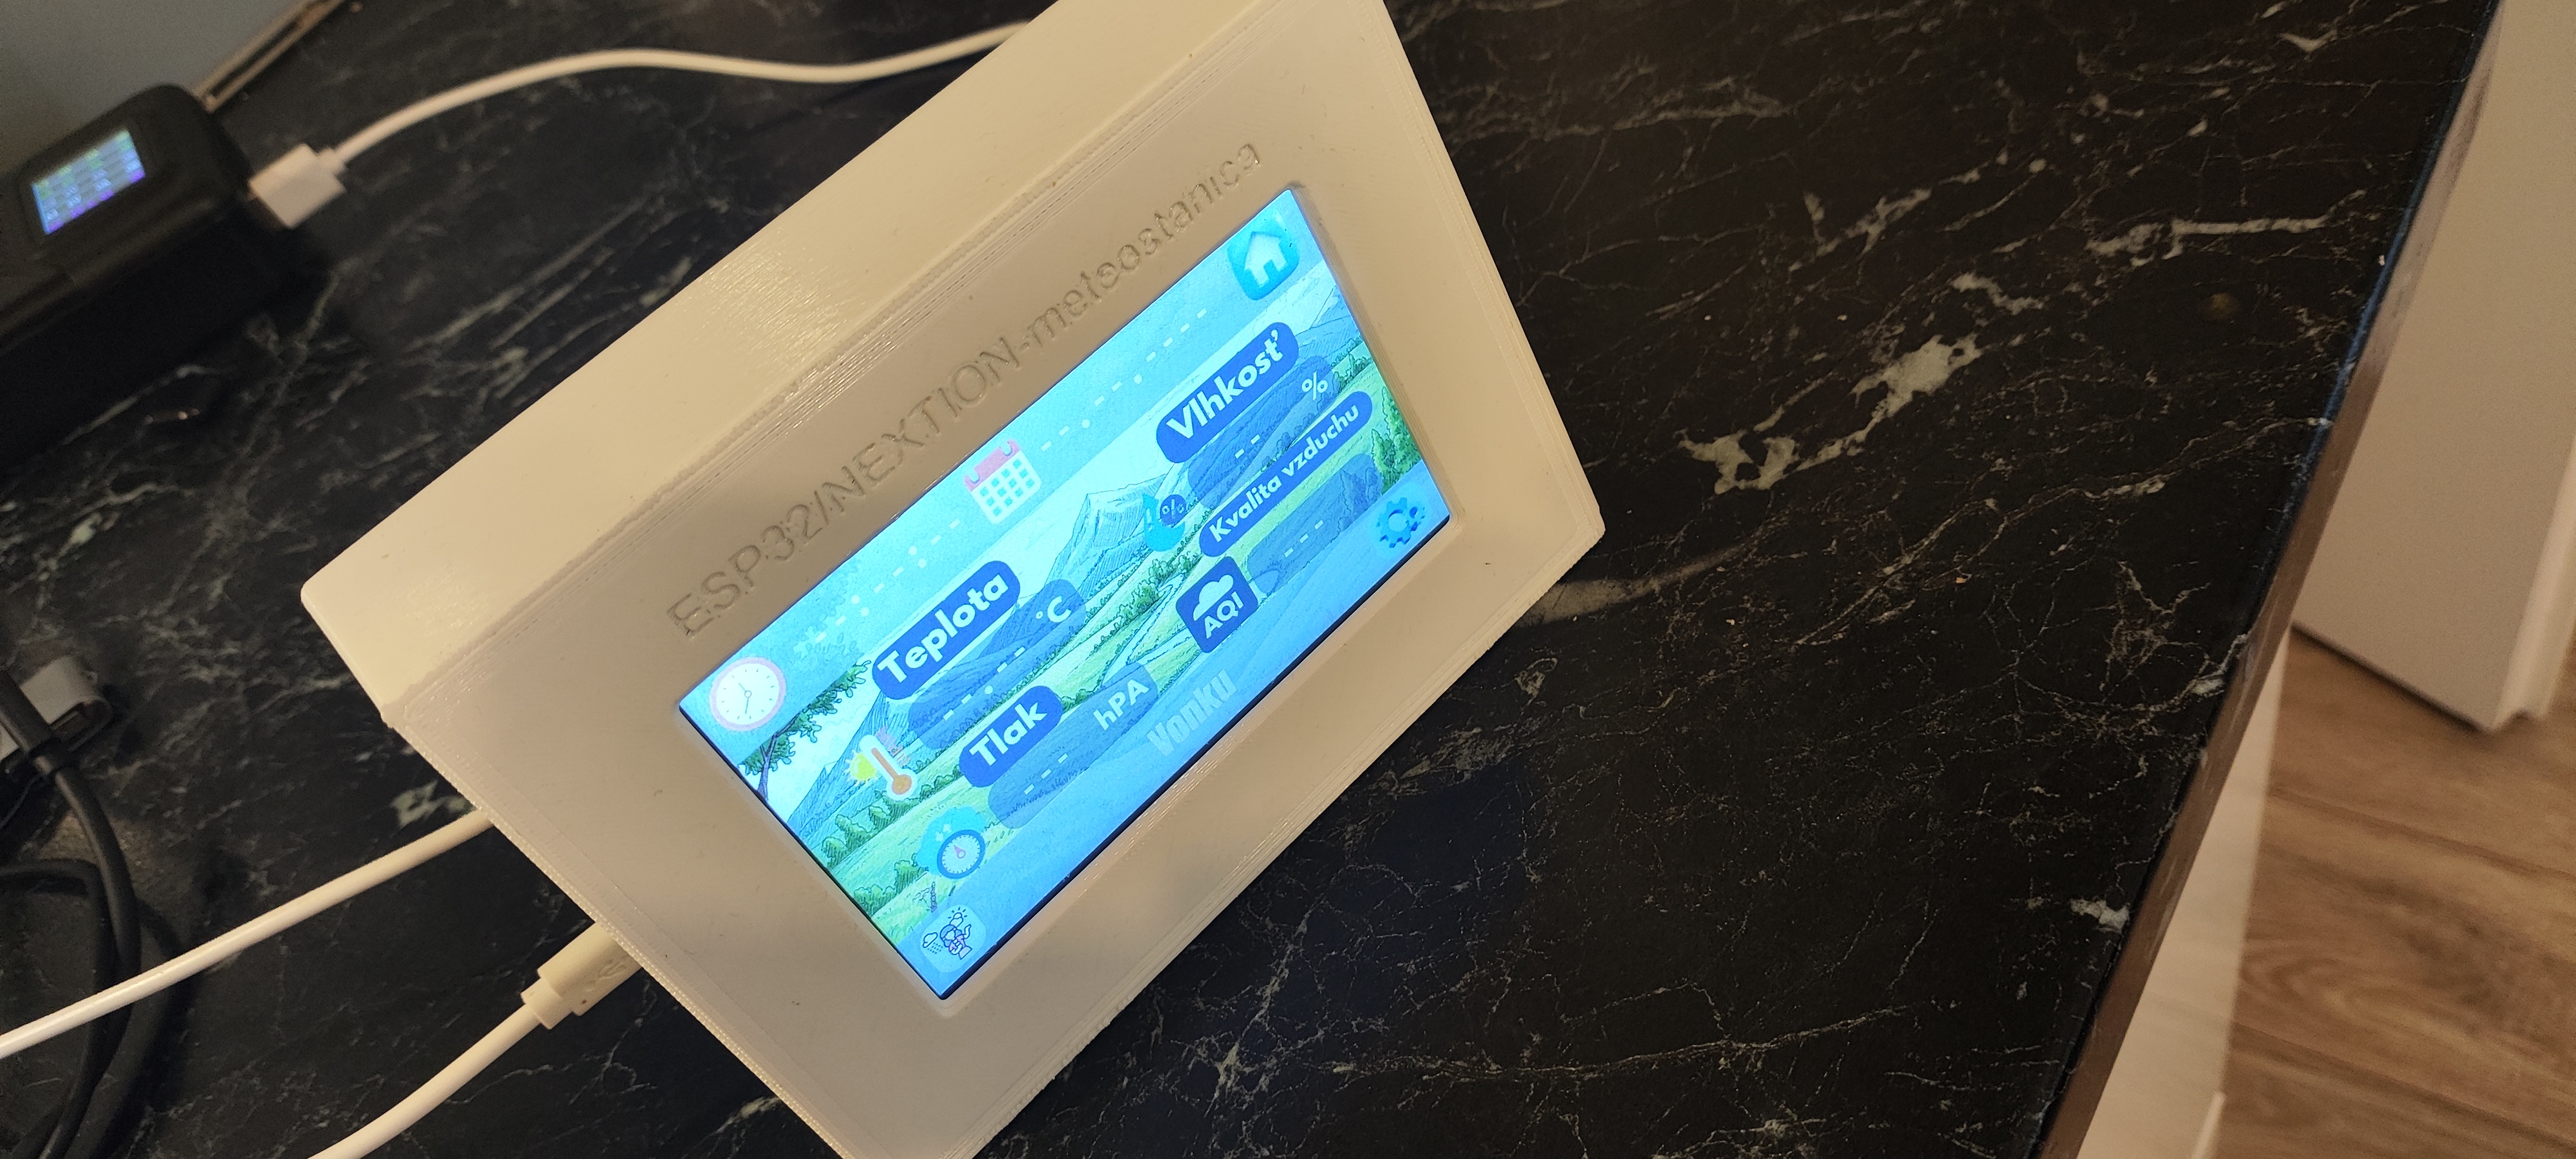 ESP32/NEXTION-meteostanica
--:--
--.--.----
Teplota
Vlhkosť
--.-- °C
-- %
Tlak
Kvalita vzduchu
--- hPA
---
AQI
Vonku